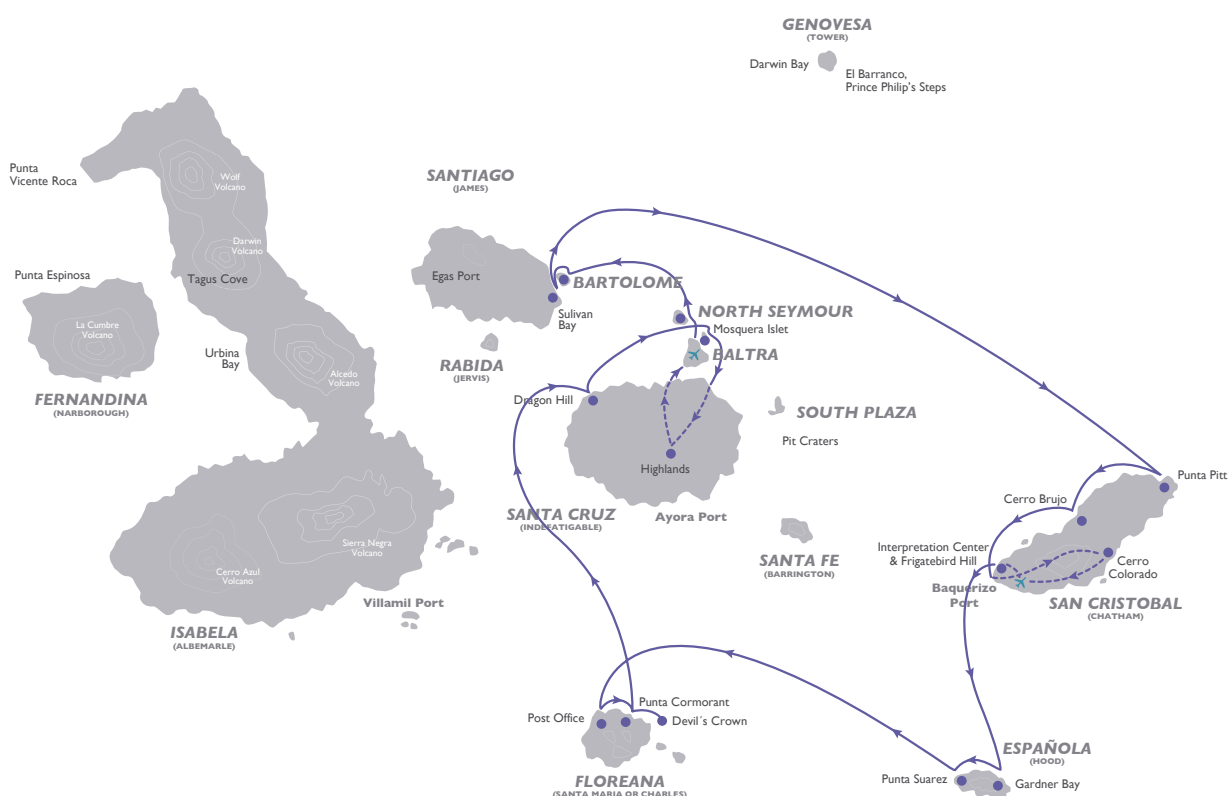 GENOVESA
(TOWER)
Darwin Bay
El Barranco,
Prince Philip's Steps
Punta
Vicente Roca
Wolf
Volcano
SANTIAGO
(JAMES)
Darwin
Volcano
Tagus Cove
Egas Port
BARTOLOME
Punta Espinosa
La Cumbre
Volcano
Sulivan
Bay
NORTH SEYMOUR
Mosquera Islet
BALTRA
Urbina
Bay
RABIDA
(JERVIS)
Alcedo
Volcano
FERNANDINA
(NARBOROUGH)
Dragon Hill
SOUTH PLAZA
Pit Craters
Highlands
Punta Pitt
Cerro Brujo
SANTA CRUZ
(INDEFATIGABLE)
Ayora Port
Sierra Negra
Volcano
Cerro Azul
Volcano
SANTA FE
(BARRINGTON)
Interpretation Center
& Frigatebird Hill
Cerro
Colorado
Baquerizo
Port
SAN CRISTOBAL
(CHATHAM)
Villamil Port
ISABELA
(ALBEMARLE)
Punta Cormorant
Post Office
Devil´s Crown
ESPAÑOLA
(HOOD)
FLOREANA
(SANTA MARIA OR CHARLES)
Punta Suarez
Gardner Bay